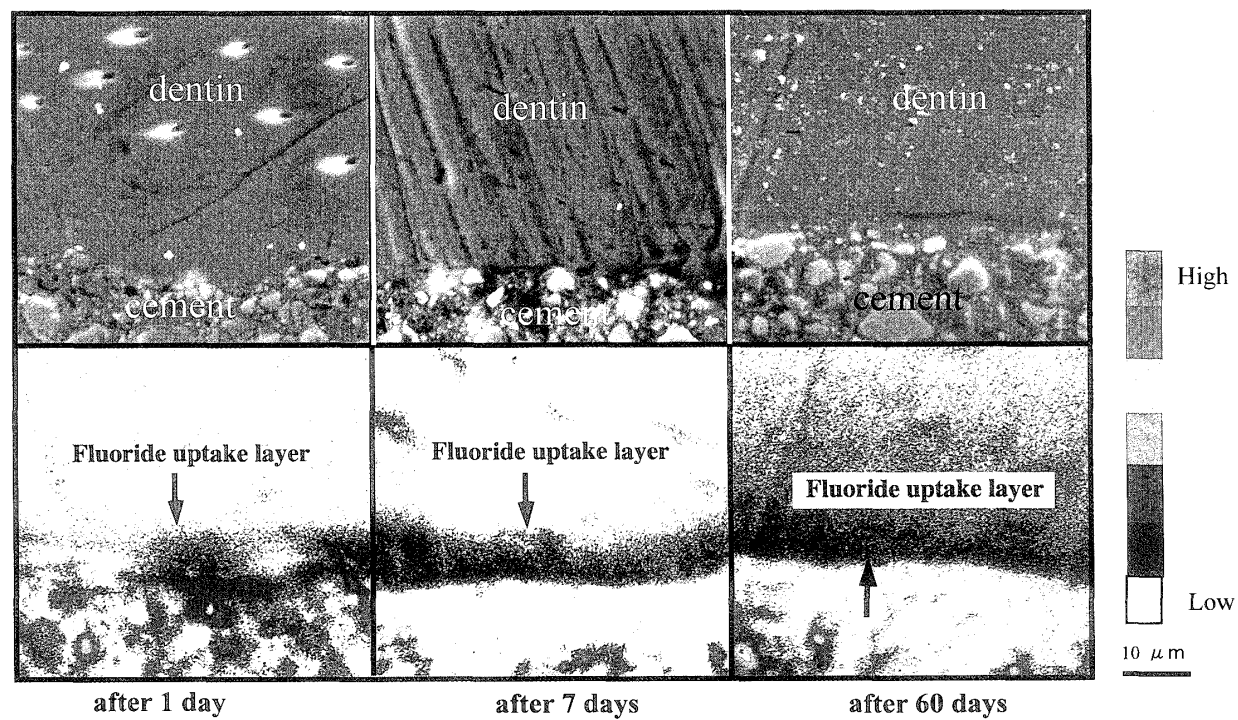 dentin
dentin
dentin
cement
cement
cement
High
Fluoride uptake layer
Fluoride uptake layer
Fluoride uptake layer
Low
10 μm
after 1 day
after 7 days
after 60 days